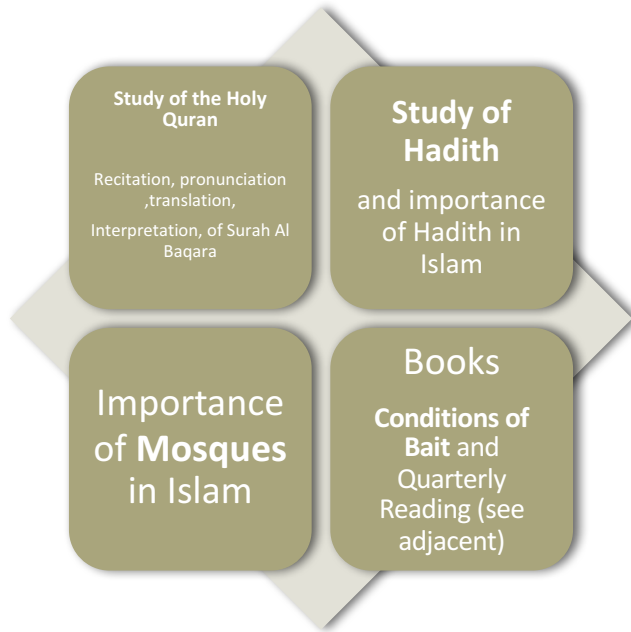 Study of the Holy
Quran
Recitation, pronunciation
,translation,
Interpretation, of Surah Al
Baqara
Study of
Hadith
and importance
of Hadith in
Islam
Importance
of Mosques
in Islam
Books
Conditions of
Bait and
Quarterly
Reading (see
adjacent)